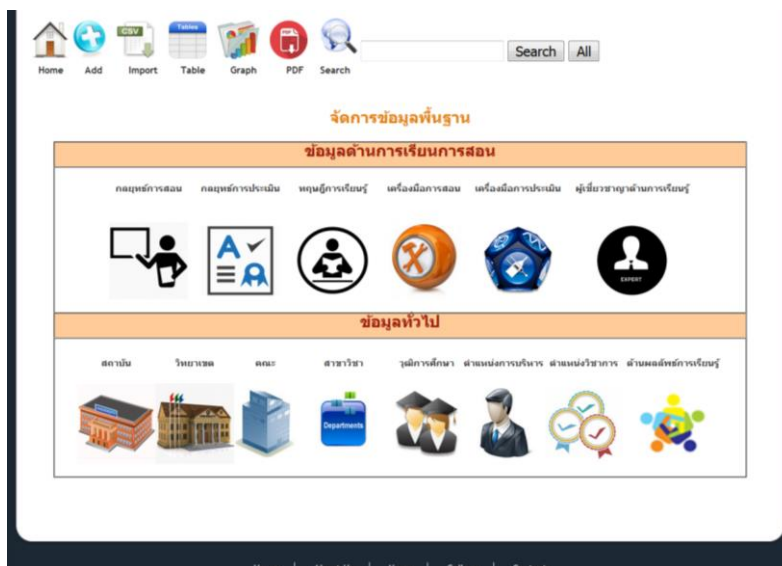 CSV Tables PDF
Search All
Home Add Import Table Graph PDF Search
จัดการข้อมูลพื้นฐาน
ข้อมูลด้านการเรียนการสอน
กลยุทธ์การสอน กลยุทธ์การประเมิน ทฤษฎีการเรียนรู้ เครื่องมือการสอน เครื่องมือการประเมิน ผู้เชี่ยวชาญด้านการเรียนรู้
A
EXPERT
ข้อมูลทั่วไป
สถาบัน วิทยาเขต คณะ สาขาวิชา วุฒิการศึกษา ตำแหน่งการบริหาร ตำแหน่งวิชาการ ด้านผลลัพธ์การเรียนรู้
Departments